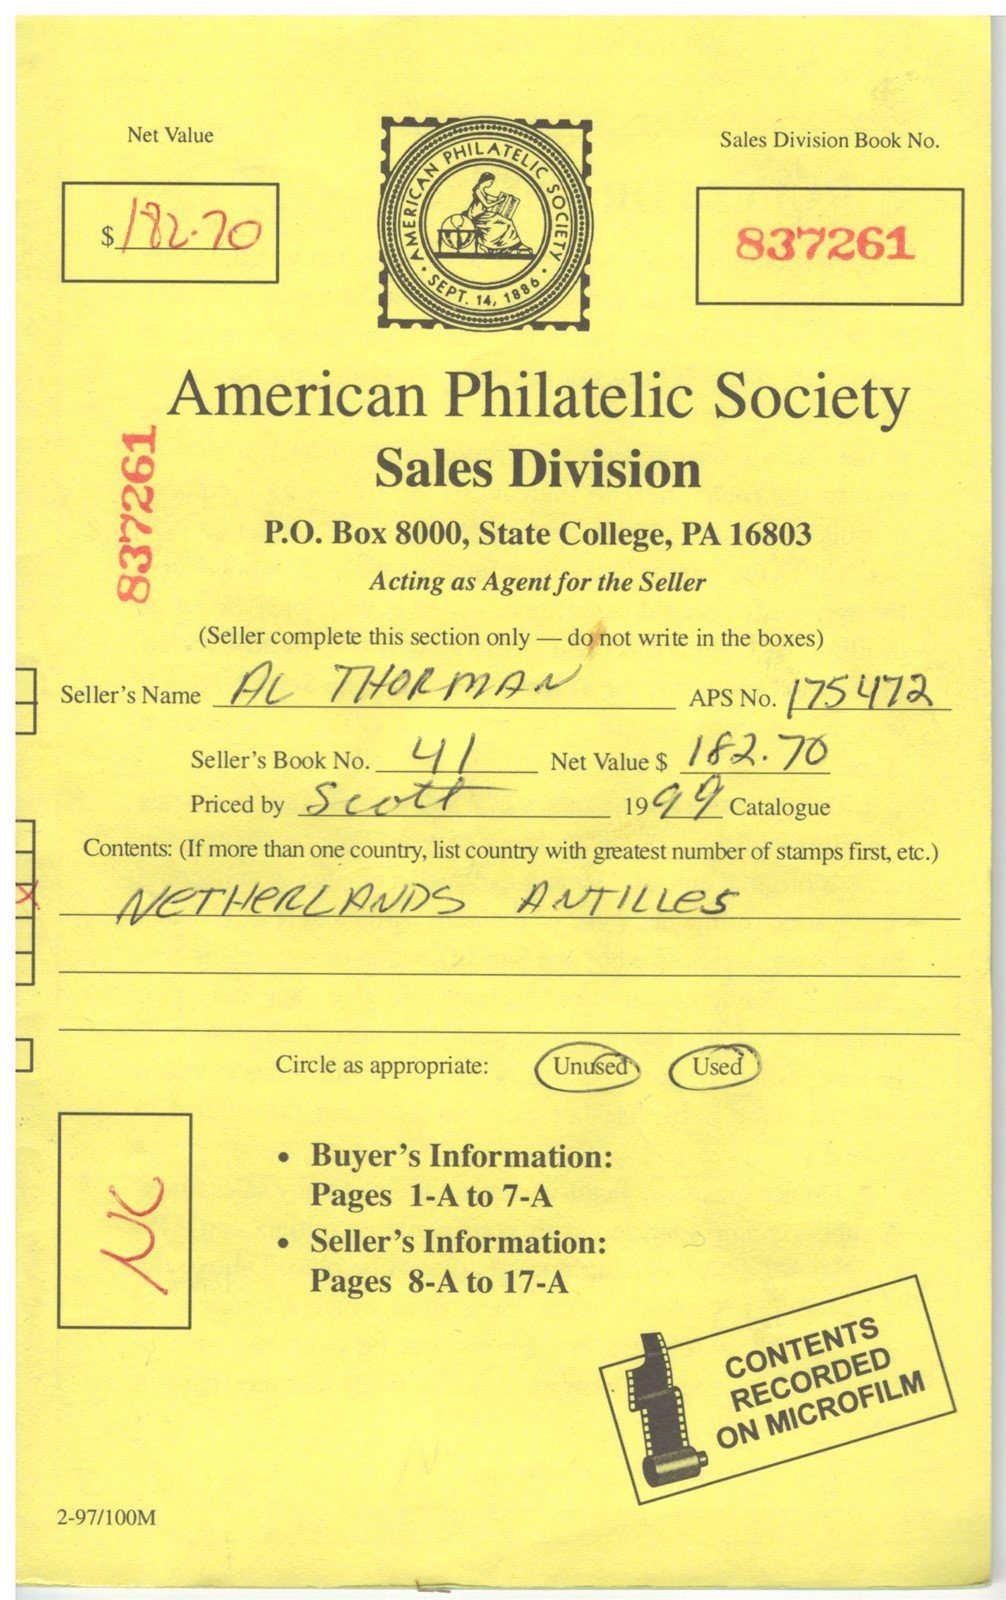 Net Value
$ 182.70
AMERICAN PHILATELIC SOCIETY
• SEPT. 14, 1886 •
Sales Division Book No.
837261
American Philatelic Society
Sales Division
837261
P.O. Box 8000, State College, PA 16803
Acting as Agent for the Seller
(Seller complete this section only — do not write in the boxes)
Seller's Name AL THORMAN APS No. 175472
Seller's Book No. 41 Net Value $ 182.70
Priced by Scott 1999 Catalogue
Contents: (If more than one country, list country with greatest number of stamps first, etc.)
X
NETHERLANDS ANTILLES
Circle as appropriate: Unused Used
NC
• Buyer's Information:
Pages 1-A to 7-A
• Seller's Information:
Pages 8-A to 17-A
CONTENTS
RECORDED
ON MICROFILM
2-97/100M